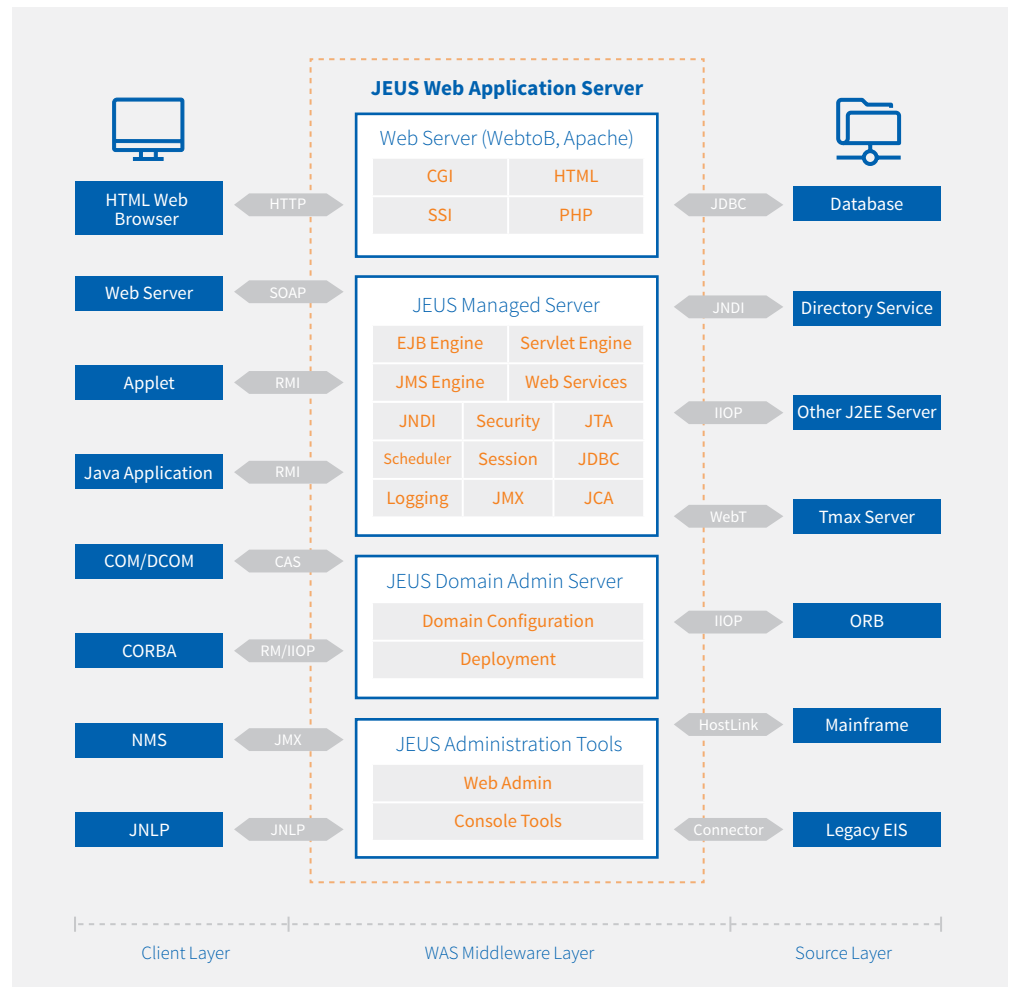 JEUS Web Application Server
HTML Web
Browser
Web Server
Applet
Java Application
COM/DCOM
CORBA
NMS
JNLP
HTTP
SOAP
RMI
RMI
CAS
RM/IIOP
JMX
JNLP
Web Server (WebtoB, Apache)
CGI
HTML
SSI
PHP
JEUS Managed Server
EJB Engine
Servlet Engine
JMS Engine
Web Services
JNDI
Security
JTA
Scheduler
Session
JDBC
Logging
JMX
JCA
JEUS Domain Admin Server
Domain Configuration
Deployment
JEUS Administration Tools
Web Admin
Console Tools
JDBC
JNDI
IIOP
WebT
IIOP
HostLink
Connector
Database
Directory Service
Other J2EE Server
Tmax Server
ORB
Mainframe
Legacy EIS
Client Layer
WAS Middleware Layer
Source Layer